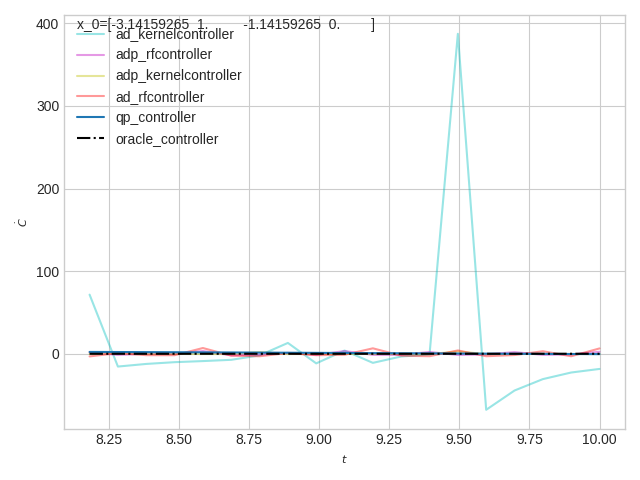 x_0=[-3.14159265 1. -1.14159265 0. ]
ad_kernelcontroller
adp_rfcontroller
adp_kernelcontroller
ad_rfcontroller
qp_controller
oracle_controller
400
300
200
100
0
Ċ
8.25 8.50 8.75 9.00 9.25 9.50 9.75 10.00
t